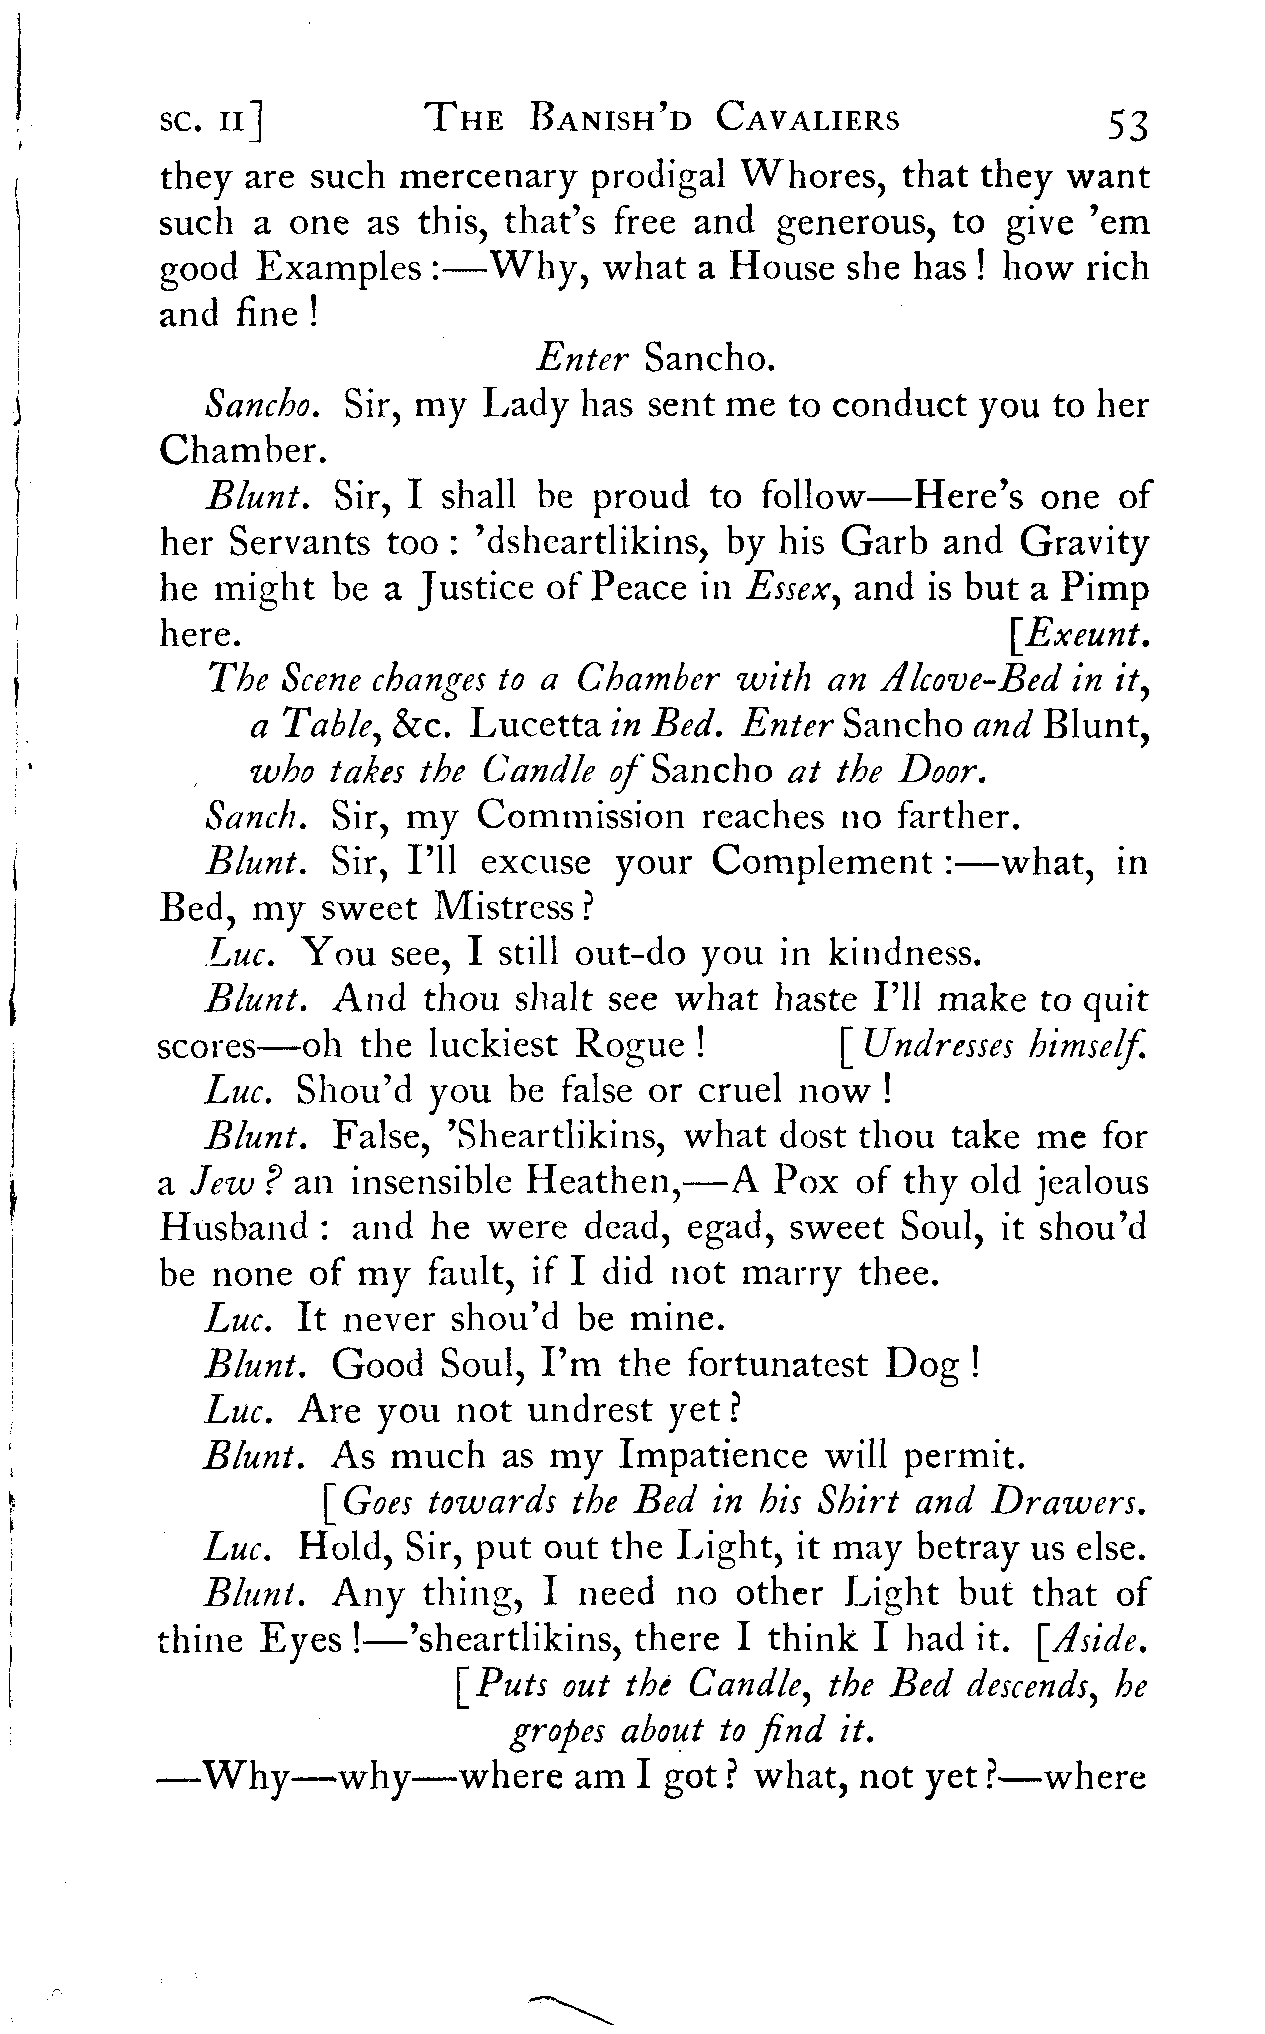 SC. II] THE BANISH'D CAVALIERS 53
they are such mercenary prodigal Whores, that they want
such a one as this, that's free and generous, to give 'em
good Examples :—Why, what a House she has ! how rich
and fine !
Enter Sancho.
Sancho. Sir, my Lady has sent me to conduct you to her
Chamber.
Blunt. Sir, I shall be proud to follow—Here's one of
her Servants too : 'dsheartlikins, by his Garb and Gravity
he might be a Justice of Peace in Essex, and is but a Pimp
here. [Exeunt.
The Scene changes to a Chamber with an Alcove-Bed in it,
a Table, &c. Lucetta in Bed. Enter Sancho and Blunt,
who takes the Candle of Sancho at the Door.
Sanch. Sir, my Commission reaches no farther.
Blunt. Sir, I'll excuse your Complement :—what, in
Bed, my sweet Mistress ?
Luc. You see, I still out-do you in kindness.
Blunt. And thou shalt see what haste I'll make to quit
scores—oh the luckiest Rogue ! [Undresses himself.
Luc. Shou'd you be false or cruel now !
Blunt. False, 'Sheartlikins, what dost thou take me for
a Jew ? an insensible Heathen,—A Pox of thy old jealous
Husband : and he were dead, egad, sweet Soul, it shou'd
be none of my fault, if I did not marry thee.
Luc. It never shou'd be mine.
Blunt. Good Soul, I'm the fortunatest Dog !
Luc. Are you not undrest yet ?
Blunt. As much as my Impatience will permit.
[Goes towards the Bed in his Shirt and Drawers.
Luc. Hold, Sir, put out the Light, it may betray us else.
Blunt. Any thing, I need no other Light but that of
thine Eyes !—'sheartlikins, there I think I had it. [Aside.
[Puts out the Candle, the Bed descends, he
gropes about to find it.
—Why—why—where am I got ? what, not yet ?—where